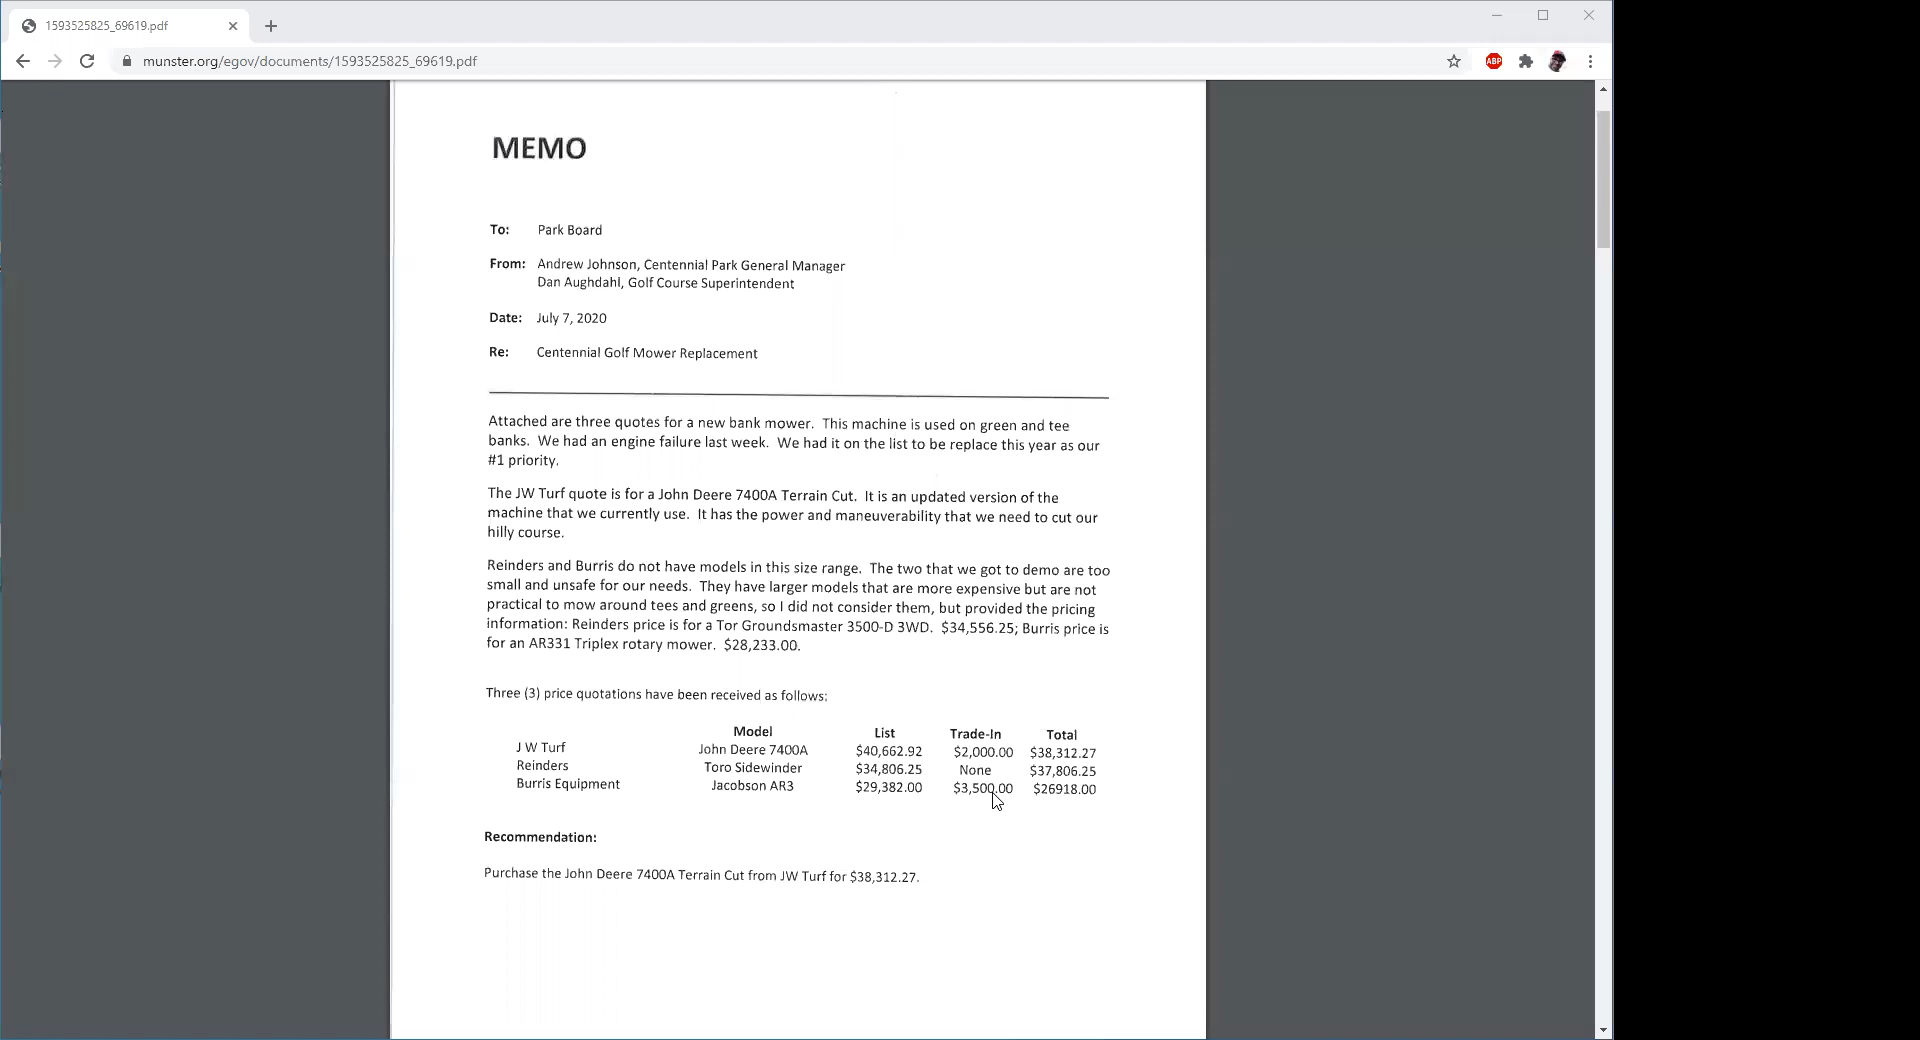 1593525825_69619.pdf
munster.org/egov/documents/1593525825_69619.pdf
ABP
MEMO
To: Park Board
From: Andrew Johnson, Centennial Park General Manager
Dan Aughdahl, Golf Course Superintendent
Date: July 7, 2020
Re: Centennial Golf Mower Replacement
Attached are three quotes for a new bank mower. This machine is used on green and tee
banks. We had an engine failure last week. We had it on the list to be replace this year as our
#1 priority.
The JW Turf quote is for a John Deere 7400A Terrain Cut. It is an updated version of the
machine that we currently use. It has the power and maneuverability that we need to cut our
hilly course.
Reinders and Burris do not have models in this size range. The two that we got to demo are too
small and unsafe for our needs. They have larger models that are more expensive but are not
practical to mow around tees and greens, so I did not consider them, but provided the pricing
information: Reinders price is for a Tor Groundsmaster 3500-D 3WD. $34,556.25; Burris price is
for an AR331 Triplex rotary mower. $28,233.00.
Three (3) price quotations have been received as follows:
Model List Trade-In Total
J W Turf John Deere 7400A $40,662.92 $2,000.00 $38,312.27
Reinders Toro Sidewinder $34,806.25 None $37,806.25
Burris Equipment Jacobson AR3 $29,382.00 $3,500.00 $26918.00
Recommendation:
Purchase the John Deere 7400A Terrain Cut from JW Turf for $38,312.27.